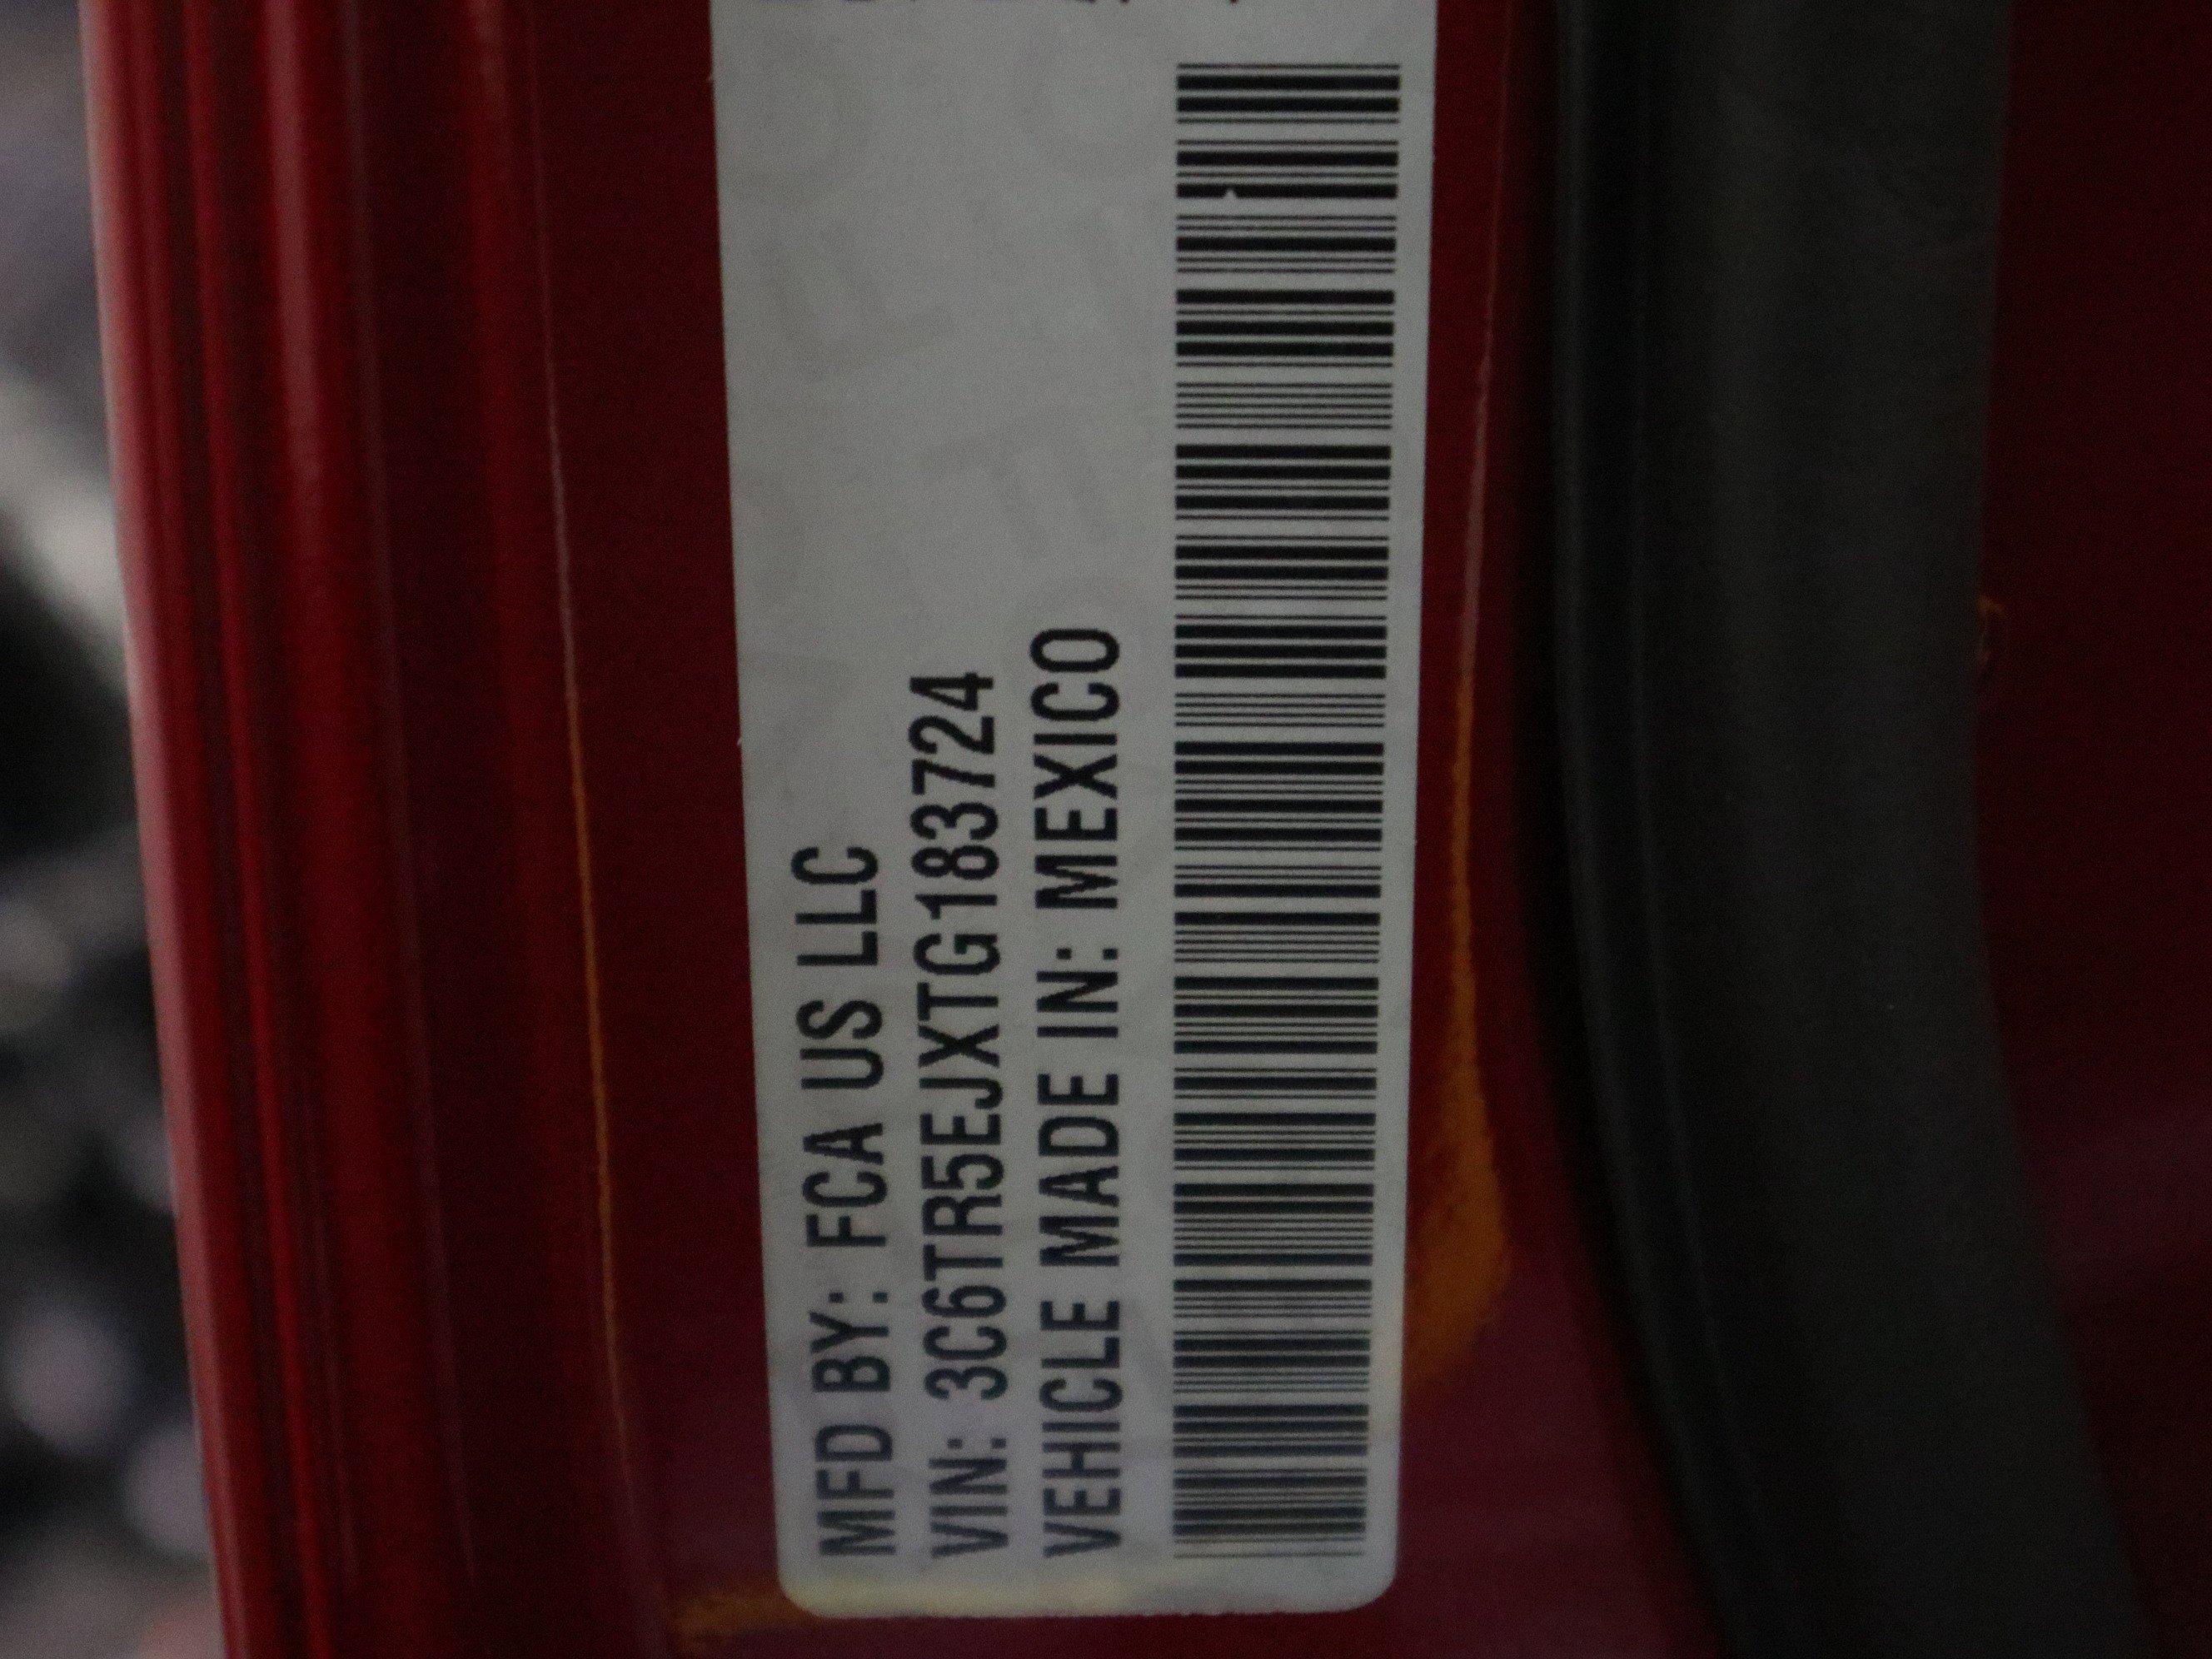 MFD BY: FCA US LLC
VIN: 3C6TR5EJXTG183724
VEHICLE MADE IN: MEXICO